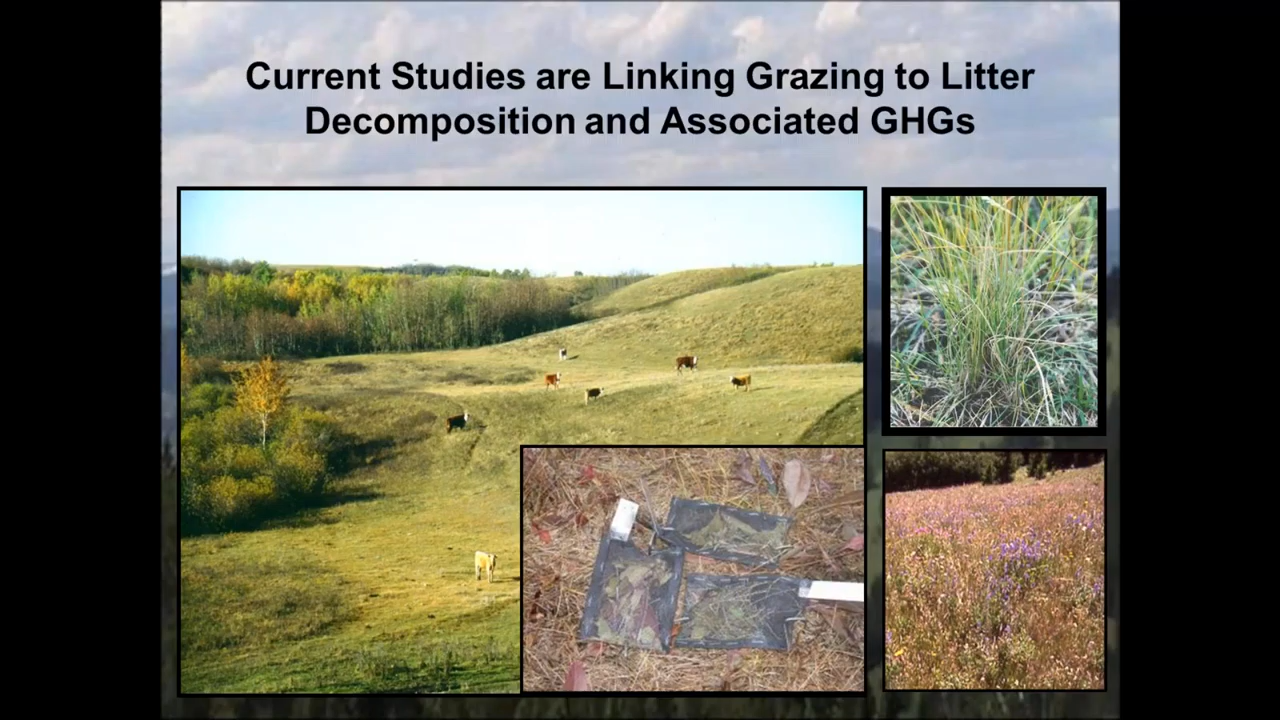 Current Studies are Linking Grazing to Litter
Decomposition and Associated GHGs